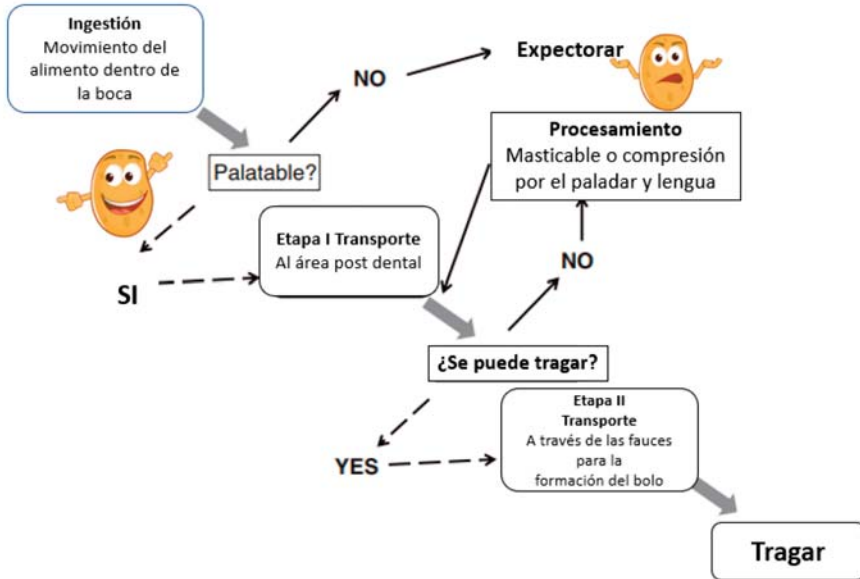 Ingestión
Movimiento del
alimento dentro de
la boca
NO
Expectorar
Palatable?
Procesamiento
Masticable o compresión
por el paladar y lengua
SI
Etapa I Transporte
Al área post dental
NO
¿Se puede tragar?
YES
Etapa II
Transporte
A través de las fauces
para la
formación del bolo
Tragar